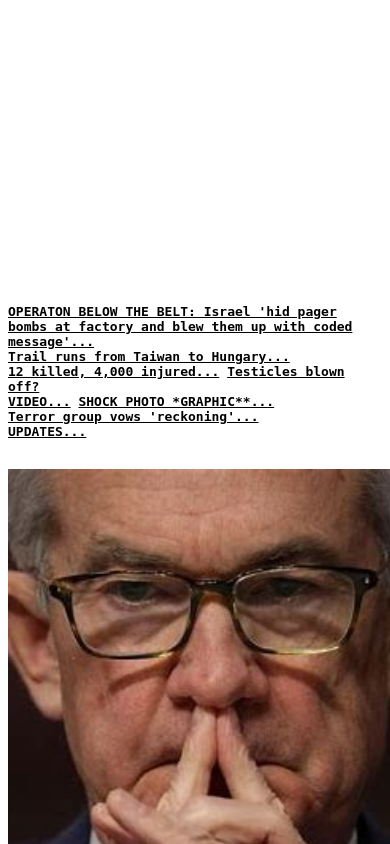 OPERATON BELOW THE BELT: Israel 'hid pager
bombs at factory and blew them up with coded
message'...
Trail runs from Taiwan to Hungary...
12 killed, 4,000 injured... Testicles blown
off?
VIDEO... SHOCK PHOTO *GRAPHIC**...
Terror group vows 'reckoning'...
UPDATES...